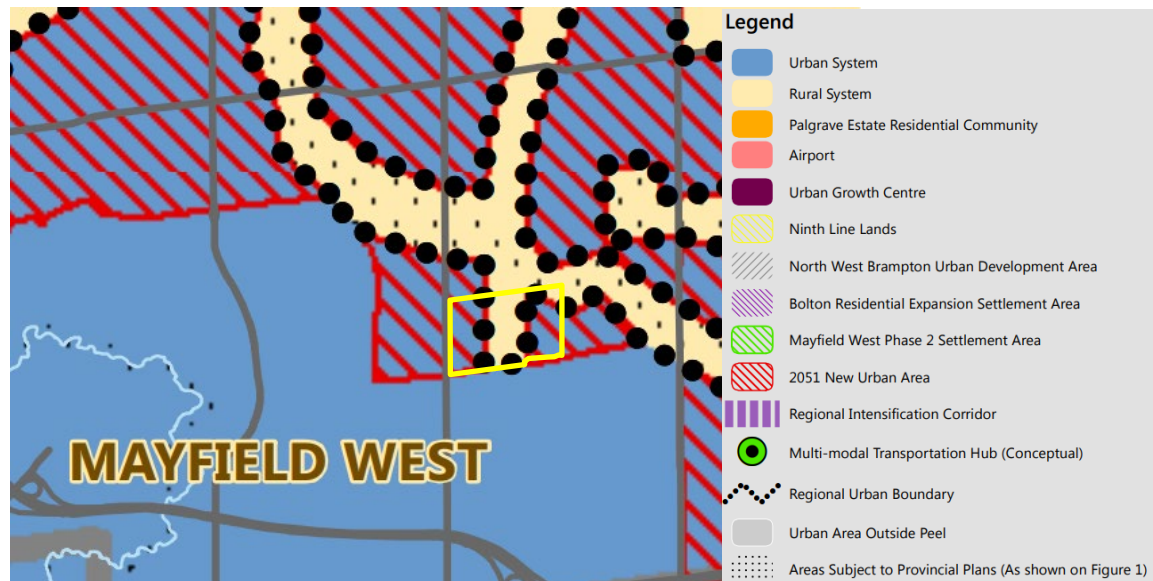 Legend
Urban System
Rural System
Palgrave Estate Residential Community
Airport
Urban Growth Centre
Ninth Line Lands
North West Brampton Urban Development Area
Bolton Residential Expansion Settlement Area
Mayfield West Phase 2 Settlement Area
2051 New Urban Area
Regional Intensification Corridor
Multi-modal Transportation Hub (Conceptual)
Regional Urban Boundary
Urban Area Outside Peel
Areas Subject to Provincial Plans (As shown on Figure 1)
MAYFIELD WEST